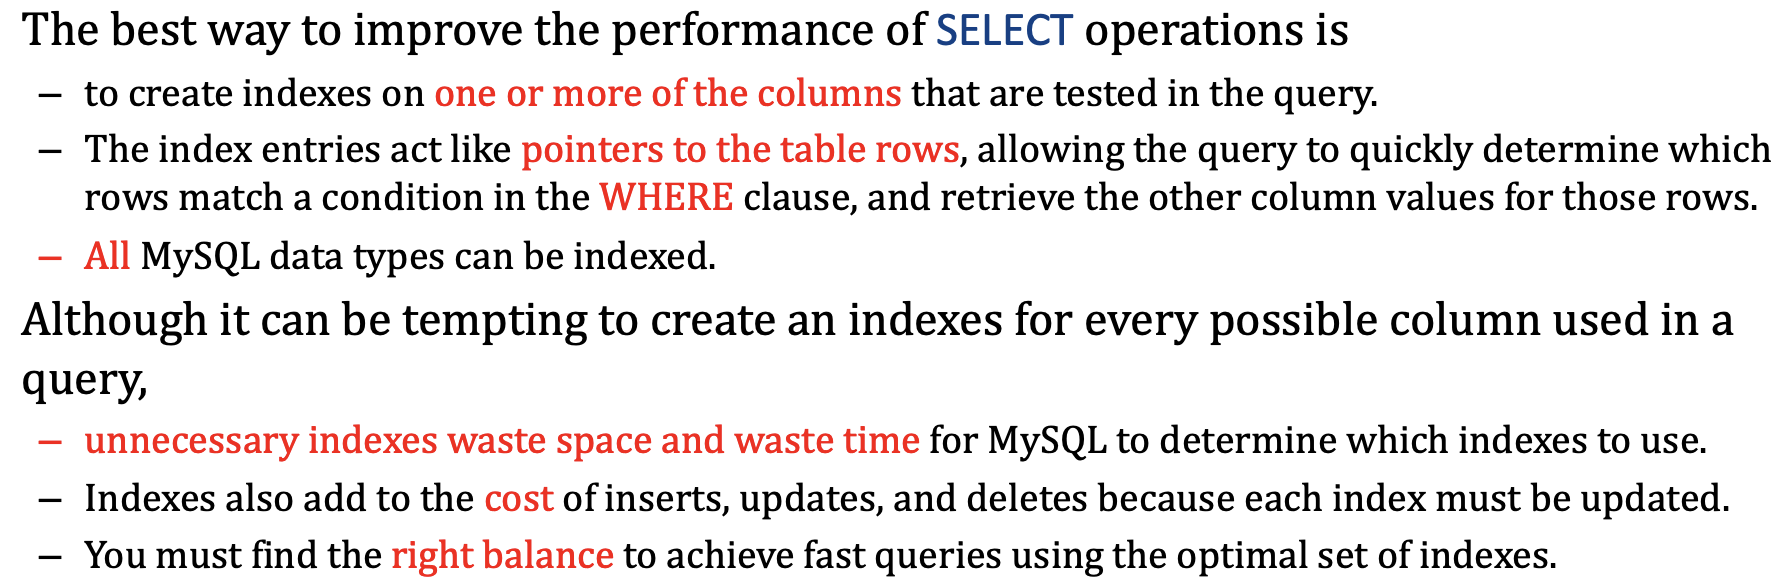 The best way to improve the performance of SELECT operations is
– to create indexes on one or more of the columns that are tested in the query.
– The index entries act like pointers to the table rows, allowing the query to quickly determine which
rows match a condition in the WHERE clause, and retrieve the other column values for those rows.
– All MySQL data types can be indexed.
Although it can be tempting to create an indexes for every possible column used in a
query,
– unnecessary indexes waste space and waste time for MySQL to determine which indexes to use.
– Indexes also add to the cost of inserts, updates, and deletes because each index must be updated.
– You must find the right balance to achieve fast queries using the optimal set of indexes.